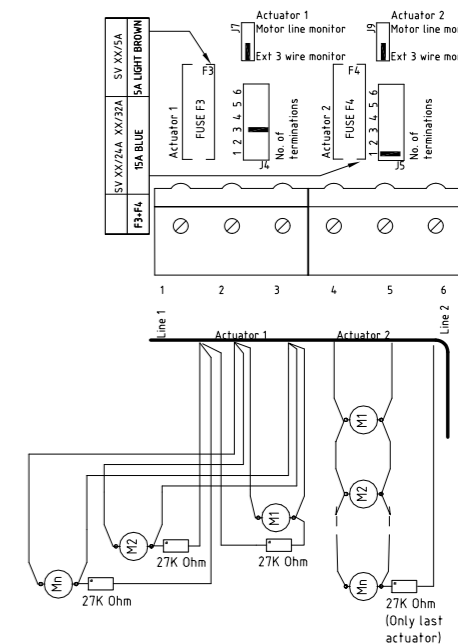 Actuator 1
Motor line monitor
Ext 3 wire monitor
J7
Actuator 2
Motor line mo
Ext 3 wire mo
J9
SV XX/5A
5A LIGHT BROWN
SV XX/24A XX/32A
15A BLUE
F3+F4
Actuator 1
FUSE F3
F3
1 2 3 4 5 6
J4
No. of
terminations
Actuator 2
FUSE F4
F4
1 2 3 4 5 6
J5
No. of
terminations
1 2 3 4 5 6
Line 1
Actuator 1
Actuator 2
Line 2
M1
M2
M1
M2
27K Ohm
27K Ohm
Mn
27K Ohm
Mn
27K Ohm
(Only last
actuator)